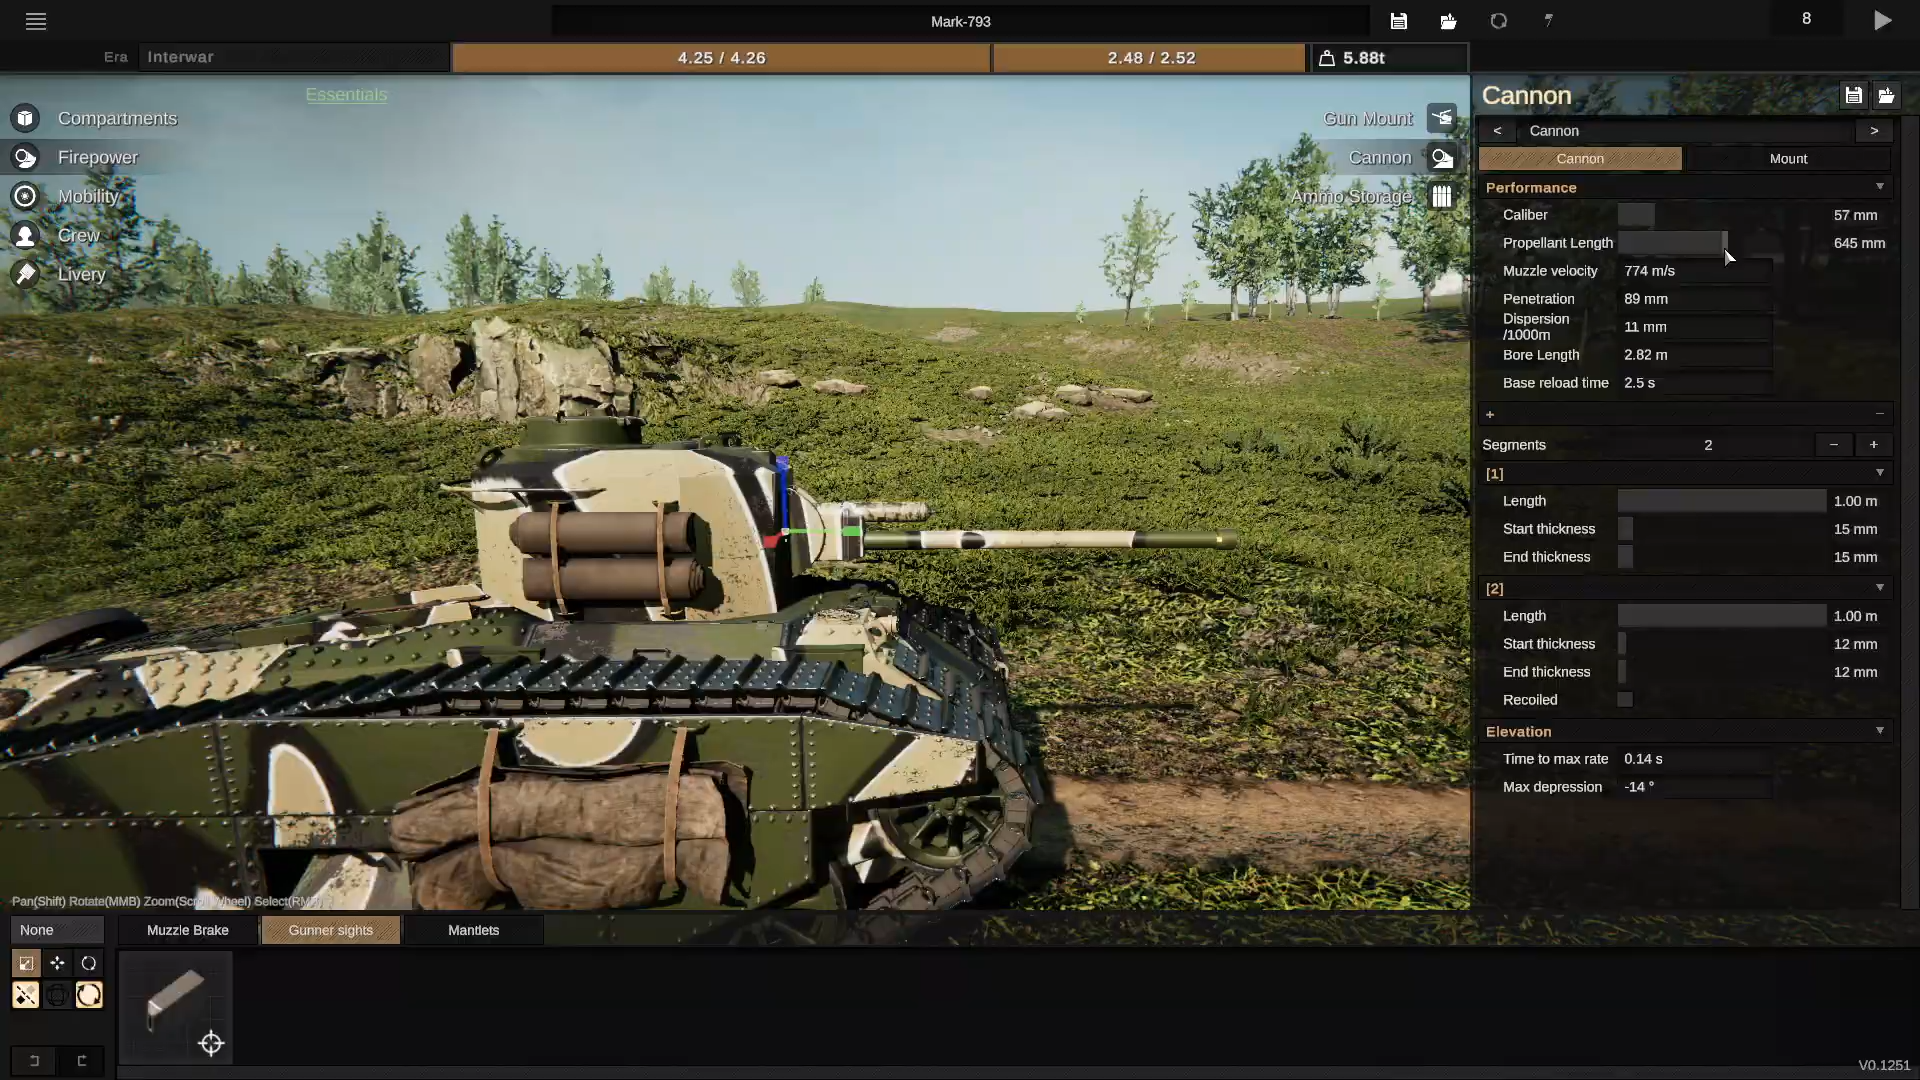 Mark-793
8
Era
Interwar
4.25 / 4.26
2.48 / 2.52
5.88t
Essentials
Compartments
Firepower
Mobility
Crew
Livery
Gun Mount
Cannon
Ammo Storage
Cannon
< Cannon >
Cannon
Mount
Performance
Caliber 57 mm
Propellant Length 645 mm
Muzzle velocity 774 m/s
Penetration 89 mm
Dispersion
/1000m 11 mm
Bore Length 2.82 m
Base reload time 2.5 s
+ −
Segments 2 − +
[1]
Length 1.00 m
Start thickness 15 mm
End thickness 15 mm
[2]
Length 1.00 m
Start thickness 12 mm
End thickness 12 mm
Recoiled
Elevation
Time to max rate 0.14 s
Max depression -14 °
Pan(Shift) Rotate(MMB) Zoom(Scroll Wheel) Select(RMB)
None
Muzzle Brake
Gunner sights
Mantlets
V0.1251